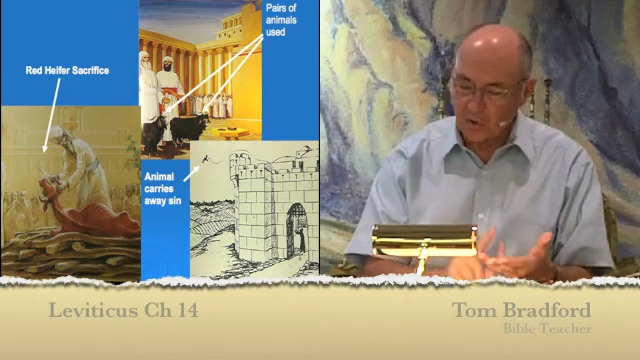 Pairs of
animals
used
Red Heifer Sacrifice
Animal
carries
away sin
Leviticus Ch 14
Tom Bradford
Bible Teacher